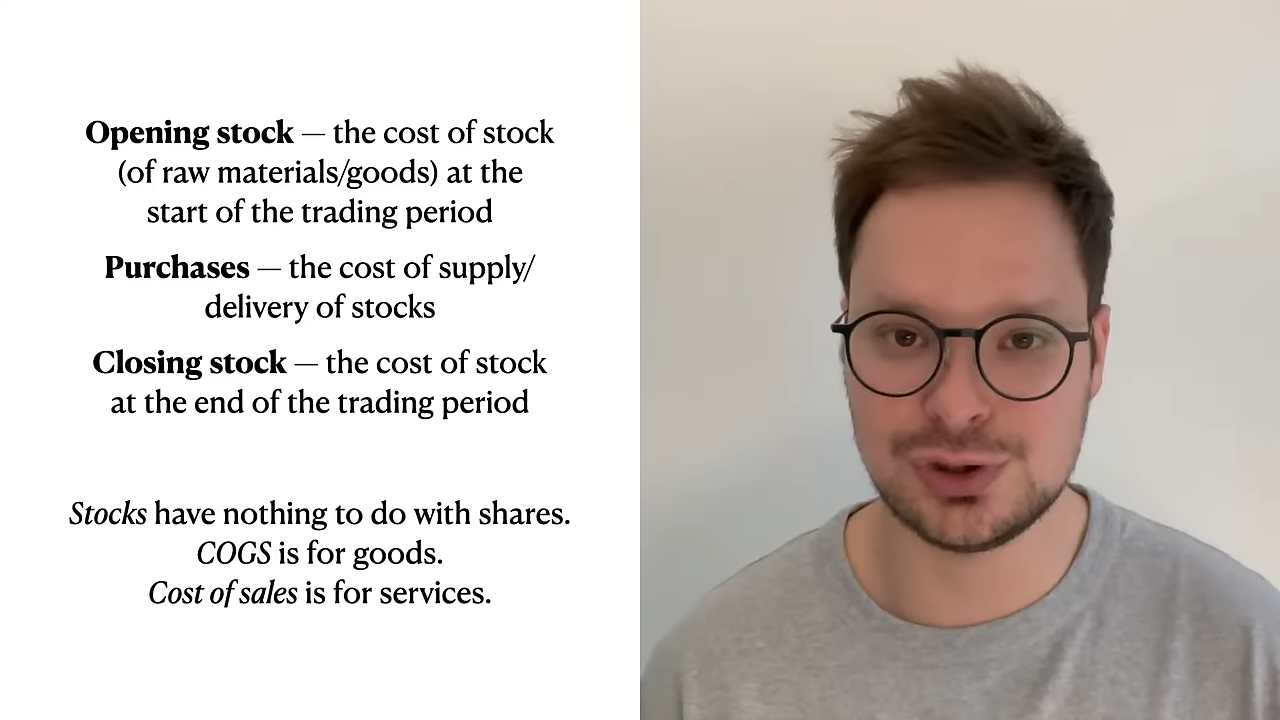 Opening stock — the cost of stock
(of raw materials/goods) at the
start of the trading period
Purchases — the cost of supply/
delivery of stocks
Closing stock — the cost of stock
at the end of the trading period
Stocks have nothing to do with shares.
COGS is for goods.
Cost of sales is for services.